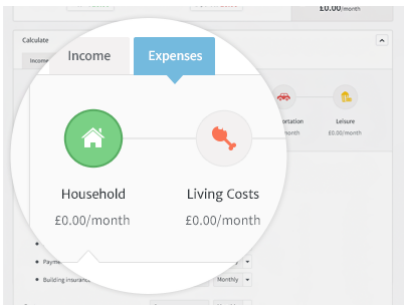 £0.00/month
Calculate
Income
Income
Expenses
Household
£0.00/month
Living Costs
£0.00/month
Leisure
£0.00/month
Building insurance
Monthly